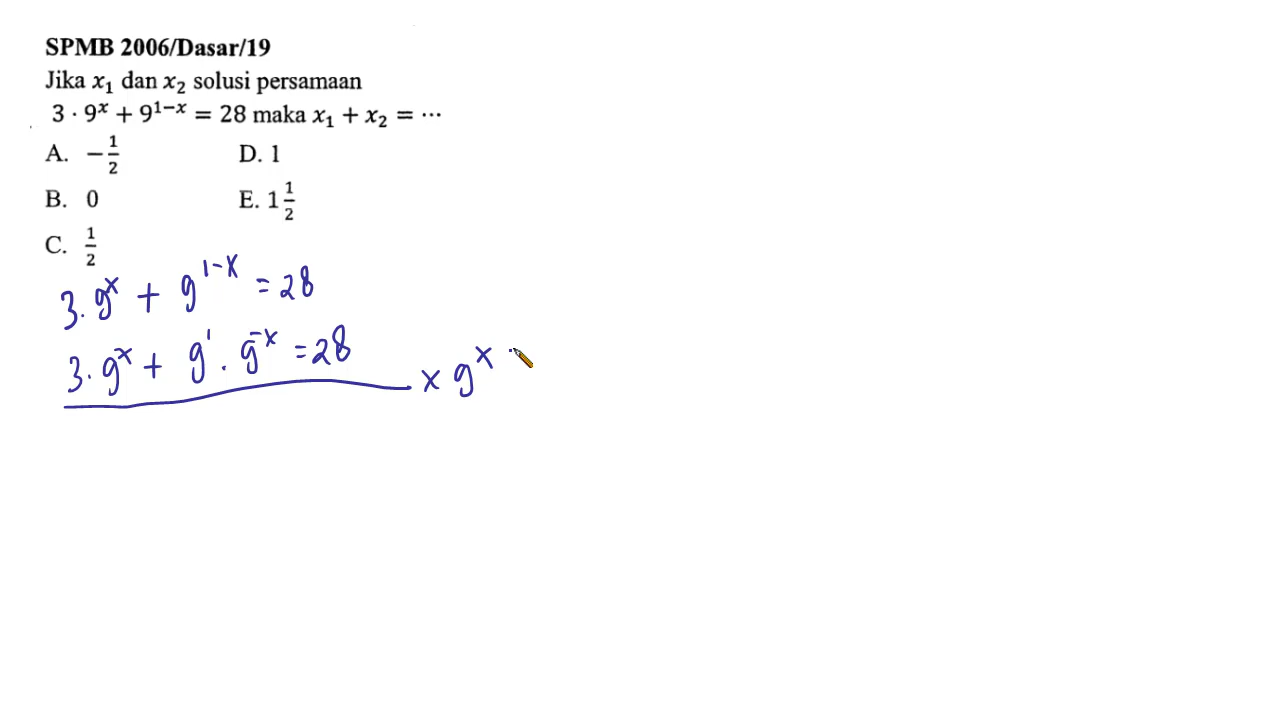 SPMB 2006/Dasar/19
Jika x₁ dan x₂ solusi persamaan
3 · 9ˣ + 9¹⁻ˣ = 28 maka x₁ + x₂ = ⋯
A. −1/2 D. 1
B. 0 E. 1 1/2
C. 1/2
3. 9ˣ + 9¹⁻ˣ = 28
3. 9ˣ + 9¹ . 9⁻ˣ = 28
x 9ˣ